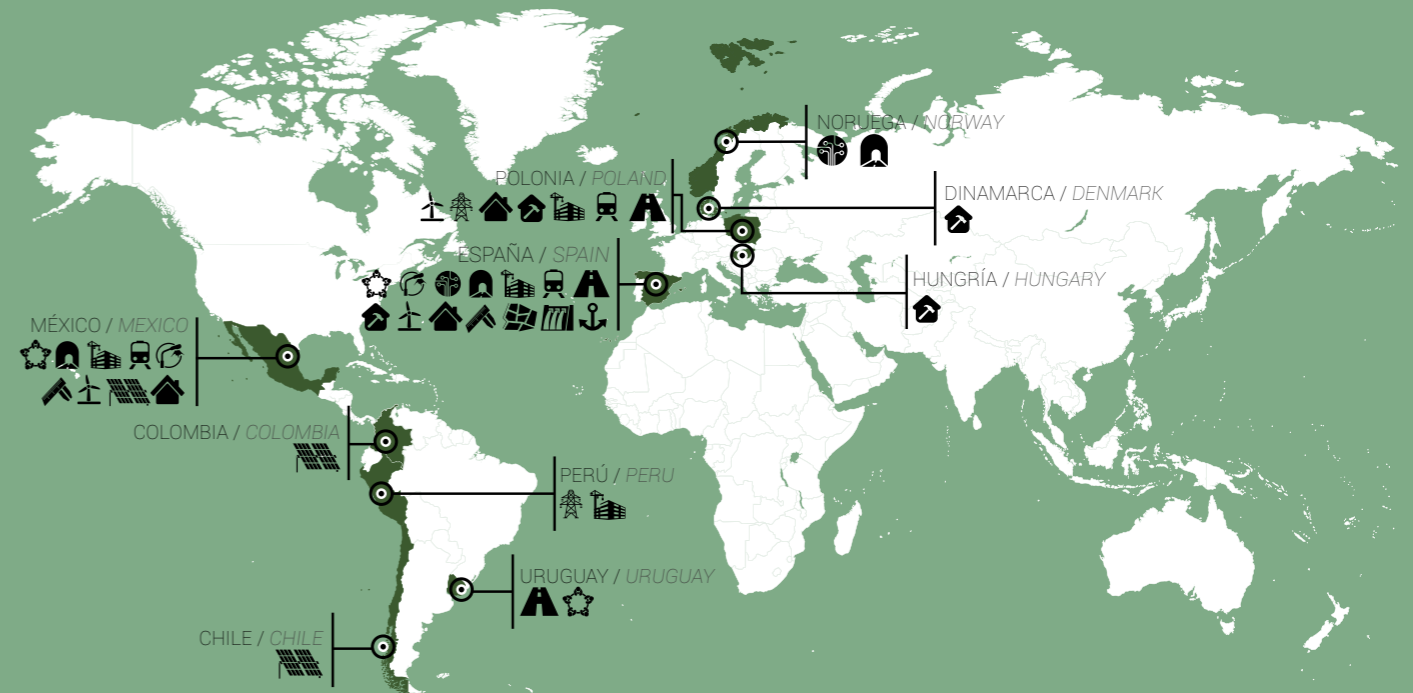 NORUEGA / NORWAY
POLONIA / POLAND
DINAMARCA / DENMARK
ESPAÑA / SPAIN
HUNGRÍA / HUNGARY
MÉXICO / MEXICO
COLOMBIA / COLOMBIA
PERÚ / PERU
URUGUAY / URUGUAY
CHILE / CHILE